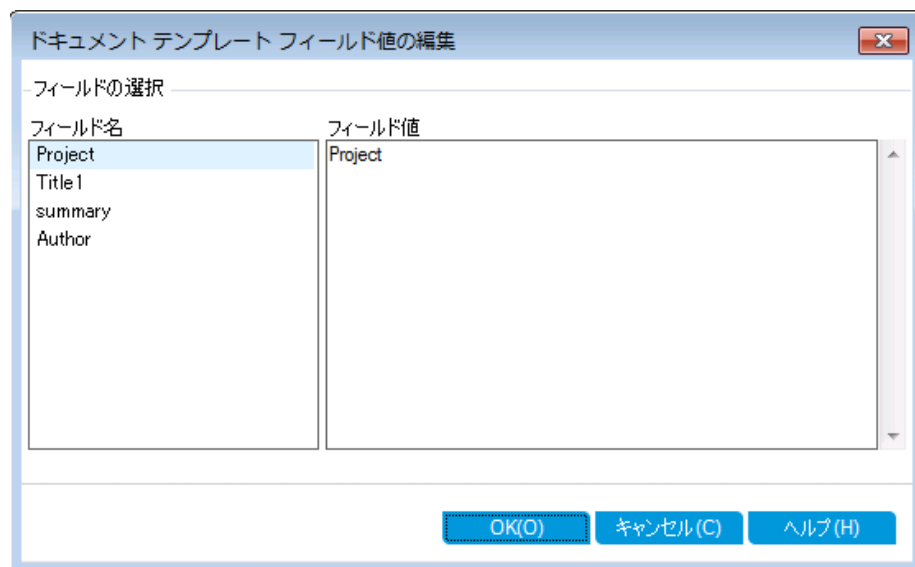 ドキュメント テンプレート フィールド値の編集
フィールドの選択
フィールド名
フィールド値
Project
Project
Title1
summary
Author
OK(O)
キャンセル(C)
ヘルプ(H)